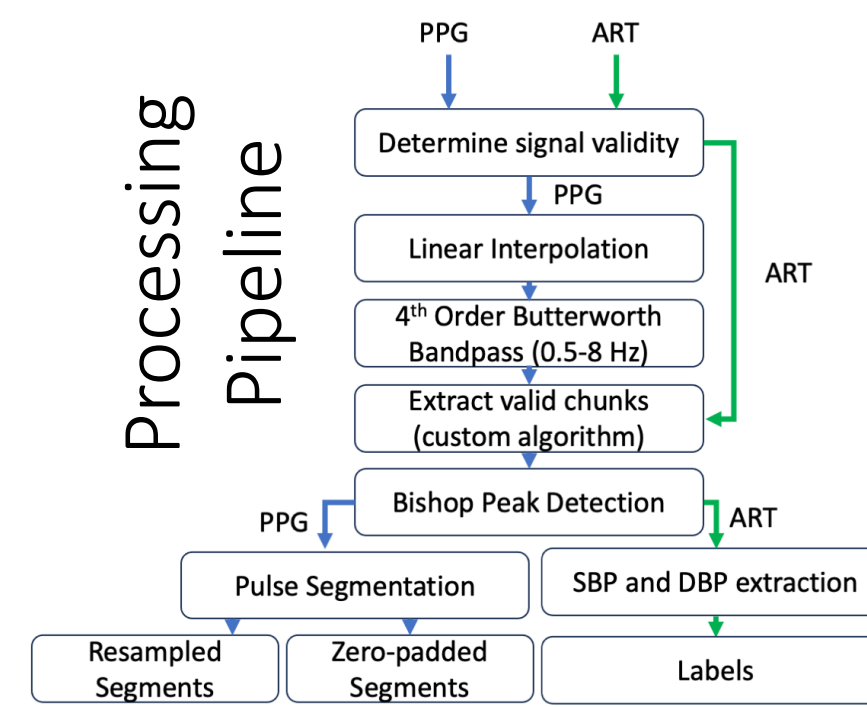 Processing
Pipeline
PPG
ART
Determine signal validity
PPG
Linear Interpolation
ART
4th Order Butterworth
Bandpass (0.5-8 Hz)
Extract valid chunks
(custom algorithm)
Bishop Peak Detection
PPG
ART
Pulse Segmentation
SBP and DBP extraction
Resampled
Segments
Zero-padded
Segments
Labels